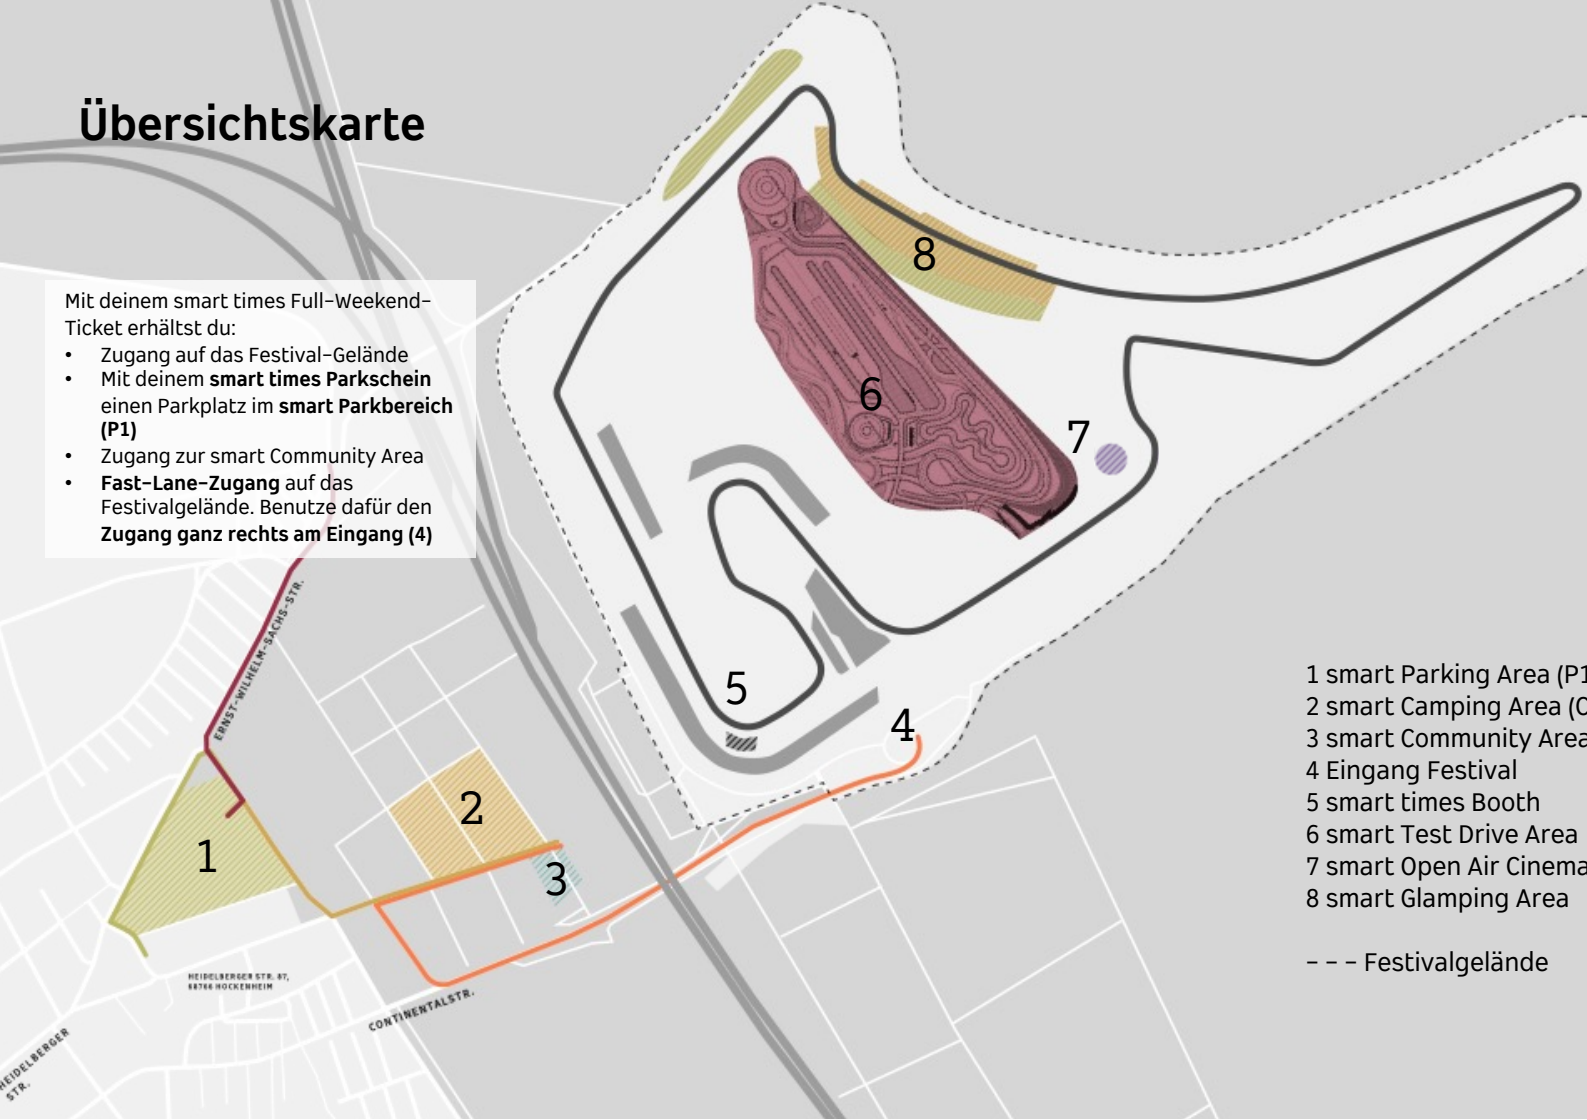 Übersichtskarte
Mit deinem smart times Full-Weekend-
Ticket erhältst du:
• Zugang auf das Festival-Gelände
• Mit deinem smart times Parkschein
einen Parkplatz im smart Parkbereich
(P1)
• Zugang zur smart Community Area
• Fast-Lane-Zugang auf das
Festivalgelände. Benutze dafür den
Zugang ganz rechts am Eingang (4)
8
6
7
5
4
ERNST-WILHELM-SACHS-STR.
2
1
3
HEIDELBERGER STR. 87,
68766 HOCKENHEIM
CONTINENTALSTR.
HEIDELBERGER
STR.
1 smart Parking Area (P1
2 smart Camping Area (C
3 smart Community Area
4 Eingang Festival
5 smart times Booth
6 smart Test Drive Area
7 smart Open Air Cinema
8 smart Glamping Area
- - - Festivalgelände